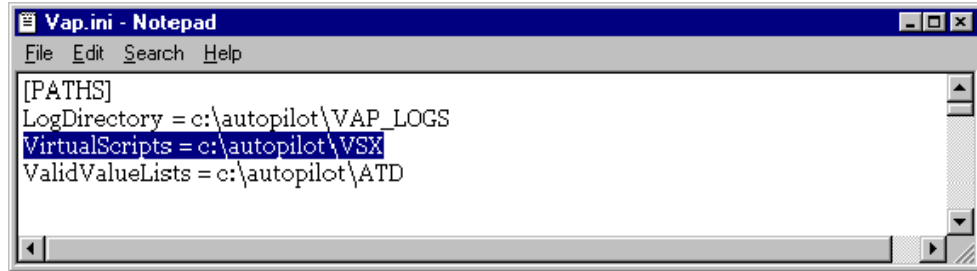 Vap.ini - Notepad
File Edit Search Help
[PATHS]
LogDirectory = c:\autopilot\VAP_LOGS
VirtualScripts = c:\autopilot\VSX
ValidValueLists = c:\autopilot\ATD